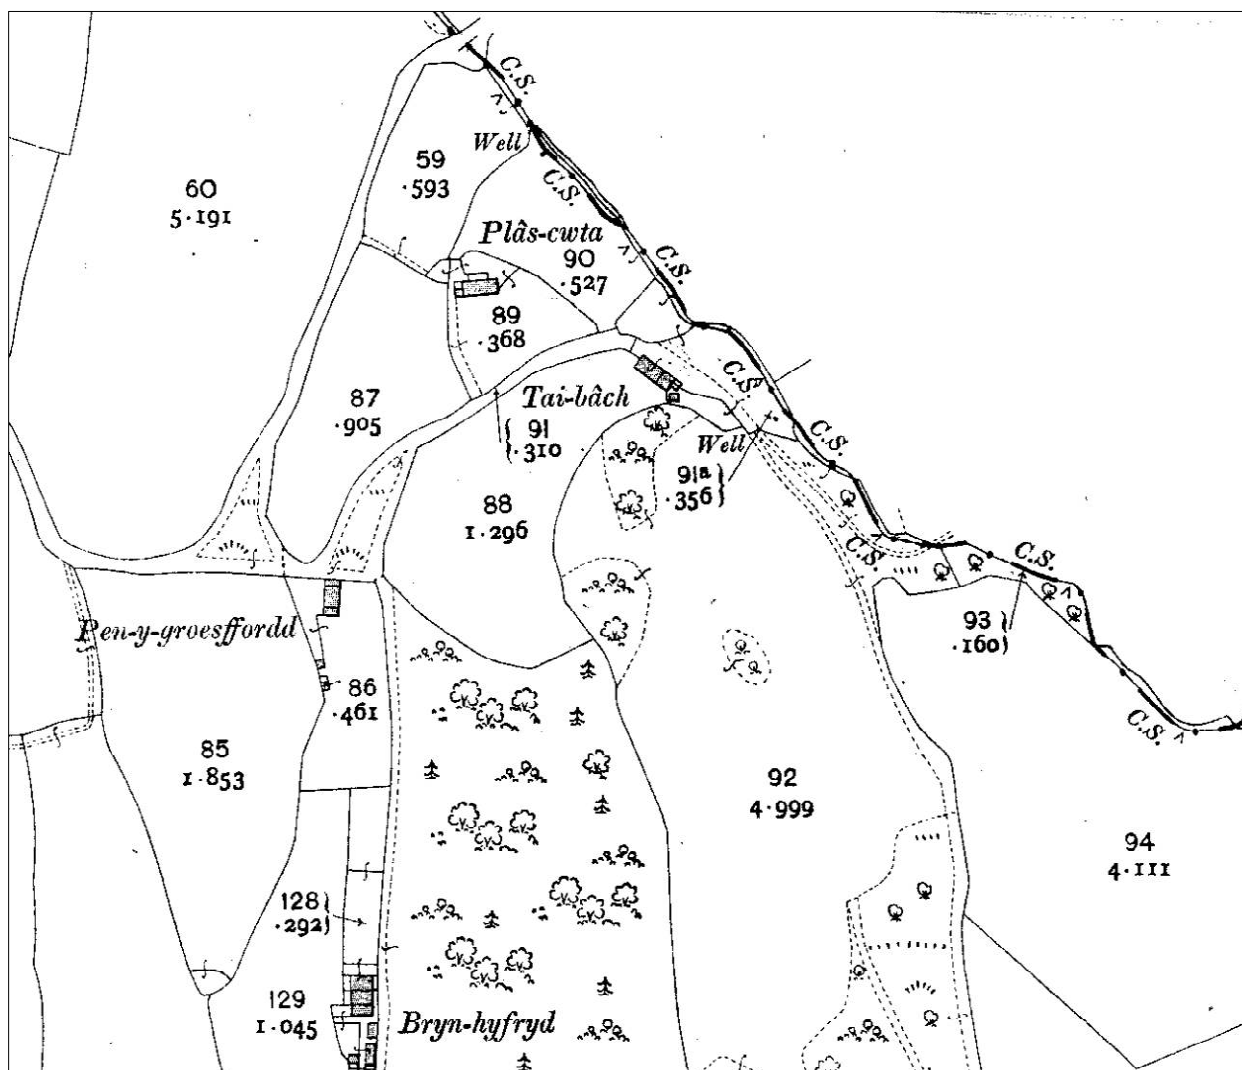 C.S.
Well
59
.593
60
5.191
C.S.
Plâs-cwta
90
.527
C.S.
89
.368
87
.905
Tai-bâch
C.S.
91
.310
Well
C.S.
91a
.356
88
1.296
C.S.
C.S.
93
.160
Pen-y-groesffordd
86
.461
C.S.
85
1.853
92
4.999
94
4.111
128
.292
129
1.045
Bryn-hyfryd